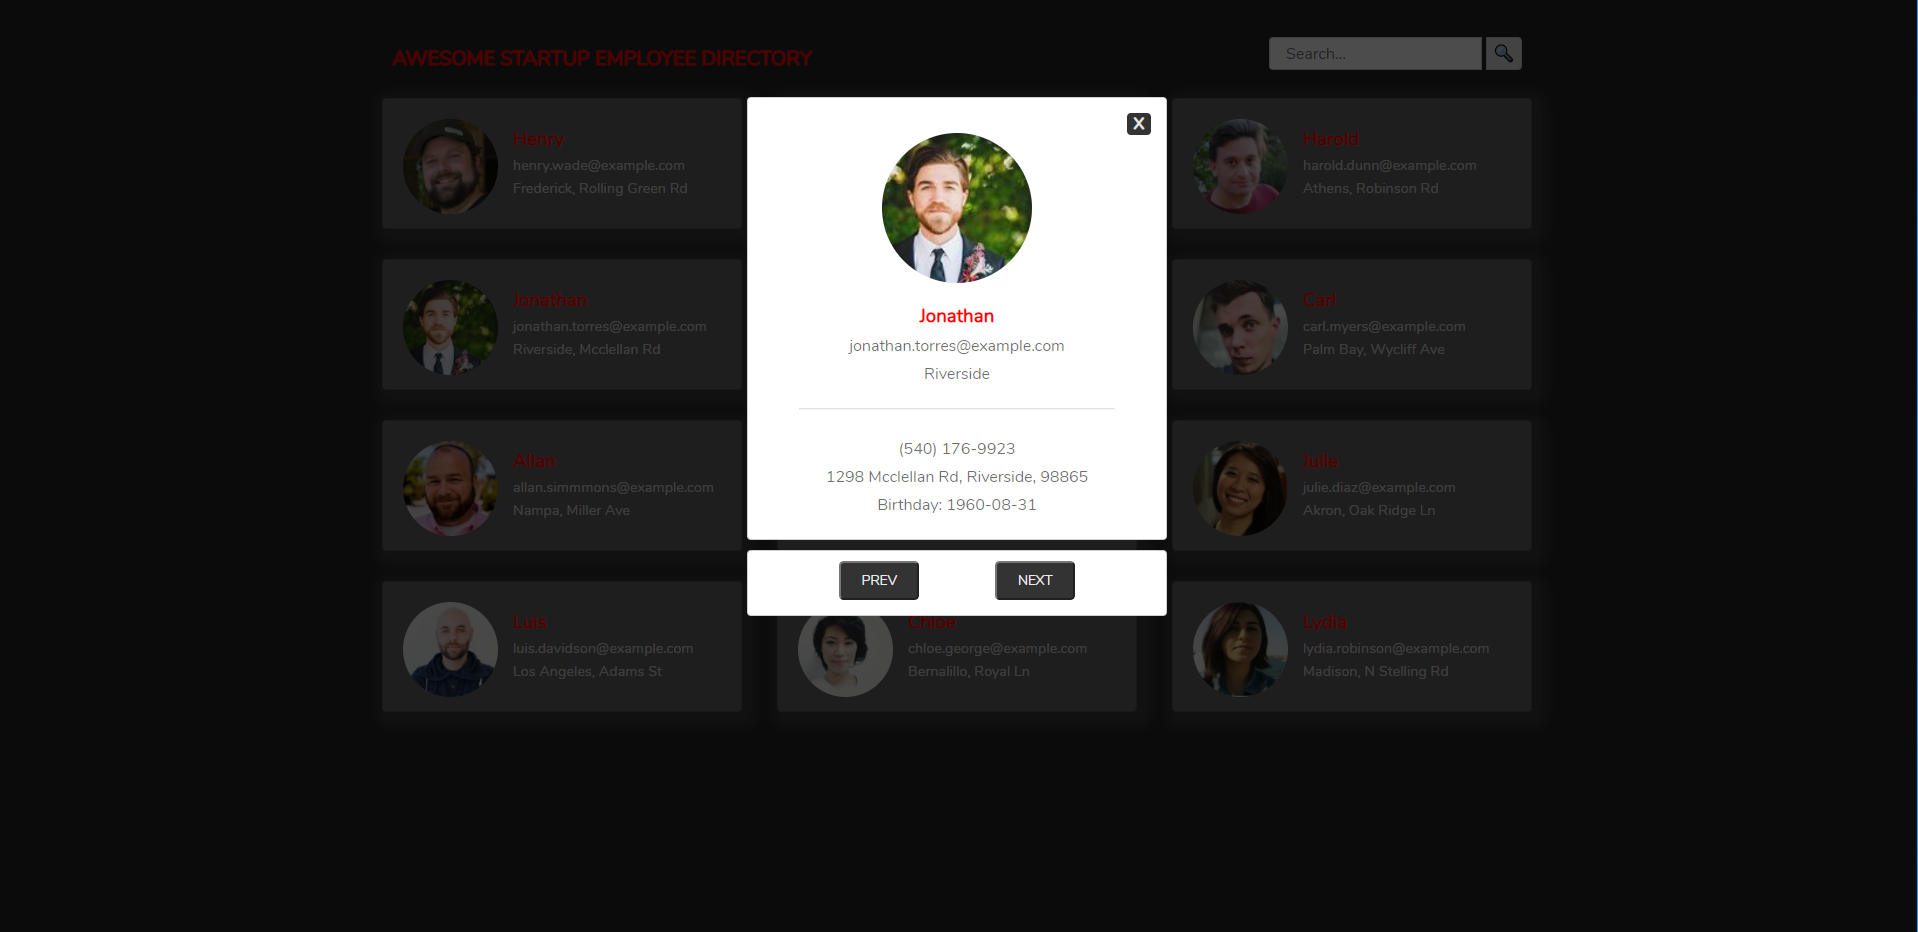 AWESOME STARTUP EMPLOYEE DIRECTORY
Search...
Henry
henry.wade@example.com
Frederick, Rolling Green Rd
X
Jonathan
jonathan.torres@example.com
Riverside
(540) 176-9923
1298 Mcclellan Rd, Riverside, 98865
Birthday: 1960-08-31
PREV
NEXT
Harold
harold.dunn@example.com
Athens, Robinson Rd
Jonathan
jonathan.torres@example.com
Riverside, Mcclellan Rd
Carl
carl.myers@example.com
Palm Bay, Wycliff Ave
Allan
allan.simmmons@example.com
Nampa, Miller Ave
Julie
julie.diaz@example.com
Akron, Oak Ridge Ln
Luis
luis.davidson@example.com
Los Angeles, Adams St
Chloe
chloe.george@example.com
Bernalillo, Royal Ln
Lydia
lydia.robinson@example.com
Madison, N Stelling Rd